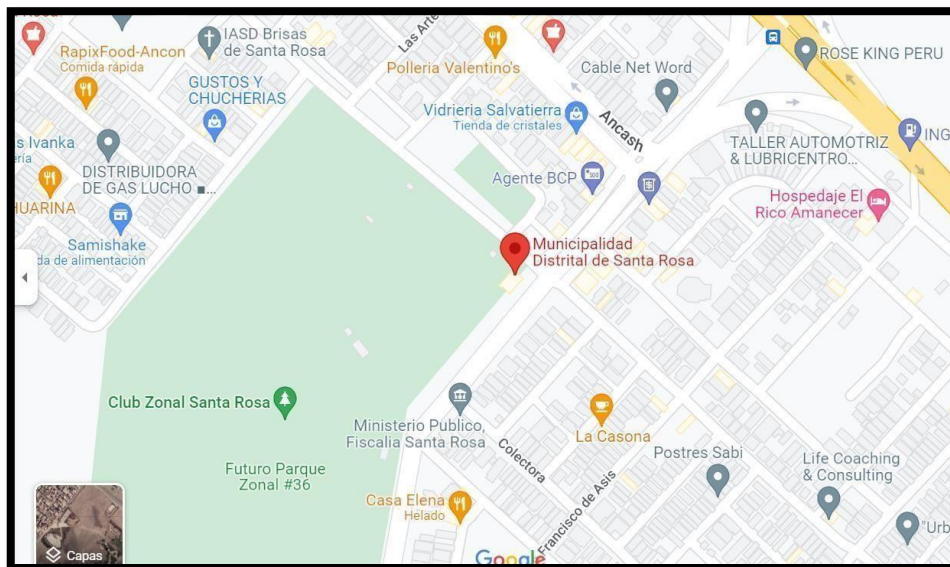 IASD Brisas
de Santa Rosa
Las Arte
RapixFood-Ancon
Comida rápida
Polleria Valentino's
Cable Net Word
ROSE KING PERU
GUSTOS Y
CHUCHERIAS
Vidrieria Salvatierra
Tienda de cristales
Ancash
s Ivanka
ería
TALLER AUTOMOTRIZ
& LUBRICENTRO...
ING
DISTRIBUIDORA
DE GAS LUCHO ■...
Agente BCP
HUARINA
Hospedaje El
Rico Amanecer
Samishake
da de alimentación
Municipalidad
Distrital de Santa Rosa
Club Zonal Santa Rosa
Ministerio Publico,
Fiscalia Santa Rosa
La Casona
Colectora
Postres Sabi
Life Coaching
& Consulting
Futuro Parque
Zonal #36
Francisco de Asis
Casa Elena
Helado
"Urb
Capas
Google